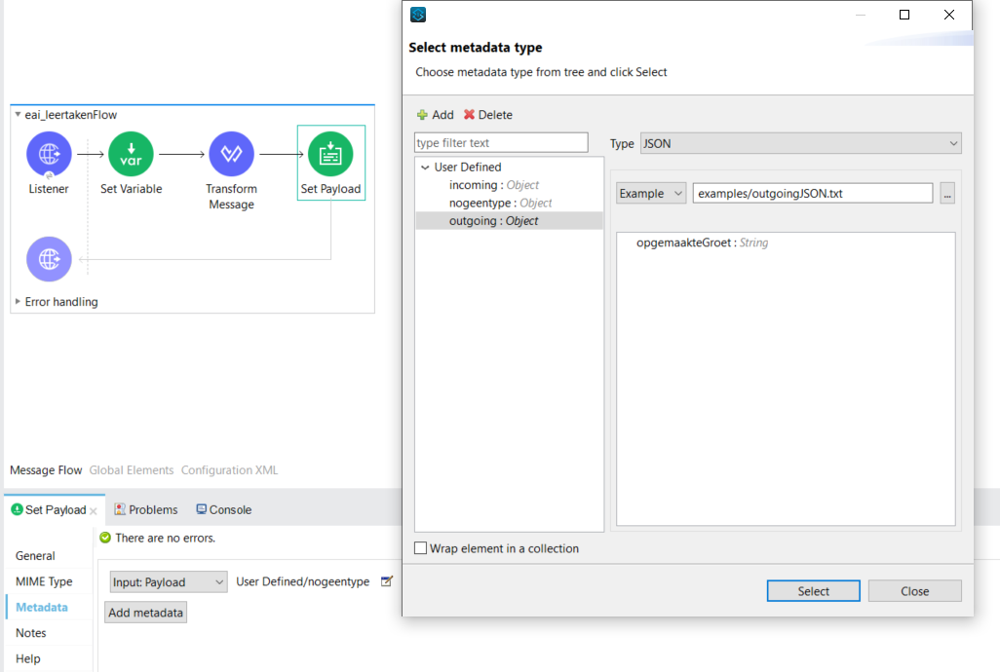 eai_leertakenFlow
Listener
Set Variable
Transform
Message
Set Payload
var
Error handling
Message Flow Global Elements Configuration XML
Set Payload Problems Console
There are no errors.
General
MIME Type
Metadata
Notes
Help
Input: Payload User Defined/nogeentype
Add metadata
Select metadata type
Choose metadata type from tree and click Select
Add Delete
type filter text
User Defined
incoming : Object
nogeentype : Object
outgoing : Object
Type JSON
Example examples/outgoingJSON.txt ...
opgemaakteGroet : String
Wrap element in a collection
Select Close